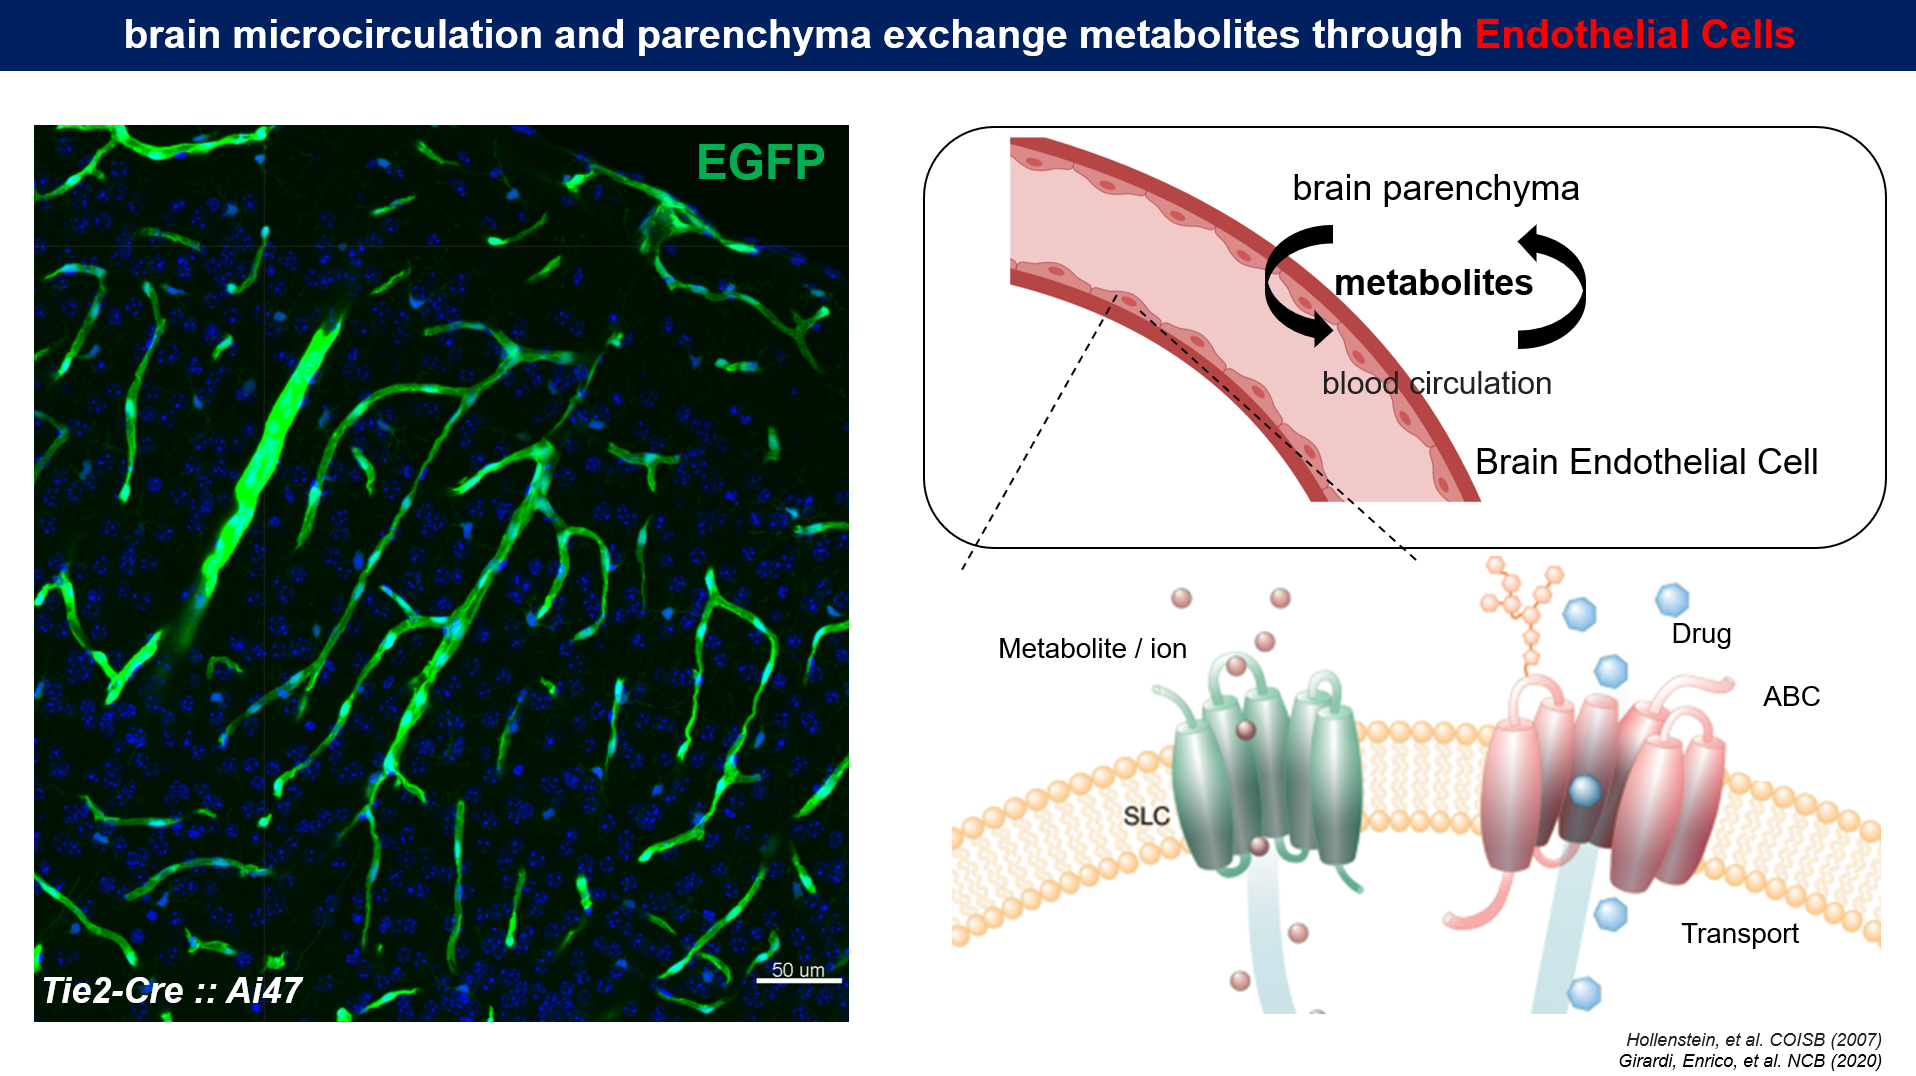 brain microcirculation and parenchyma exchange metabolites through Endothelial Cells
EGFP
Tie2-Cre :: Ai47
50 um
brain parenchyma
metabolites
blood circulation
Brain Endothelial Cell
Metabolite / ion
Drug
ABC
SLC
Transport
Hollenstein, et al. COISB (2007)
Girardi, Enrico, et al. NCB (2020)